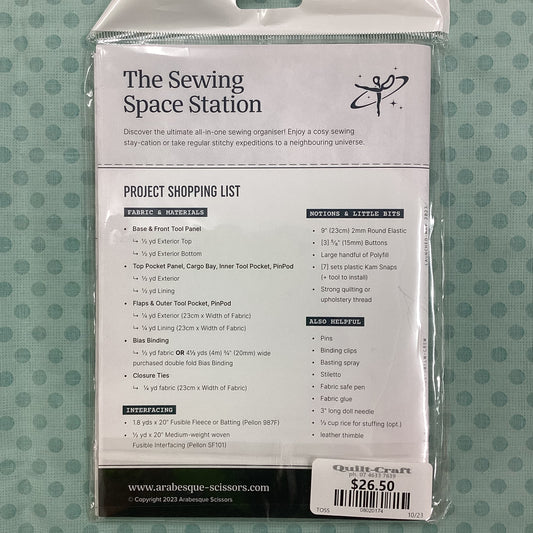 The Sewing
Space Station
Discover the ultimate all-in-one sewing organiser! Enjoy a cosy sewing
stay-cation or take regular stitchy expeditions to a neighbouring universe.
PROJECT SHOPPING LIST
FABRIC & MATERIALS
• Base & Front Tool Panel
↳ ½ yd Exterior Top
↳ ½ yd Exterior Bottom
• Top Pocket Panel, Cargo Bay, Inner Tool Pocket, PinPod
↳ ½ yd Exterior
↳ ½ yd Lining
• Flaps & Outer Tool Pocket, PinPod
↳ ¼ yd Exterior (23cm x Width of Fabric)
↳ ¼ yd Lining (23cm x Width of Fabric)
• Bias Binding
↳ ½ yd fabric OR 4⅓ yds (4m) ¾" (20mm) wide
purchased double fold Bias Binding
• Closure Ties
↳ ¼ yd fabric (23cm x Width of Fabric)
INTERFACING
• 1.8 yds x 20" Fusible Fleece or Batting (Pellon 987F)
• ½ yd x 20" Medium-weight woven
Fusible Interfacing (Pellon SF101)
NOTIONS & LITTLE BITS
• 9" (23cm) 2mm Round Elastic
• [3] ⅝" (15mm) Buttons
• Large handful of Polyfill
• [7] sets plastic Kam Snaps
(+ tool to install)
• Strong quilting or
upholstery thread
ALSO HELPFUL
• Pins
• Binding clips
• Basting spray
• Stiletto
• Fabric safe pen
• Fabric glue
• 3" long doll needle
• ⅓ cup rice for stuffing (opt.)
• leather thimble
www.arabesque-scissors.com
© Copyright 2023 Arabesque Scissors
Quilt-Craft
ph. 07 4633 7619
$26.50
TOSS 08020174 10/23